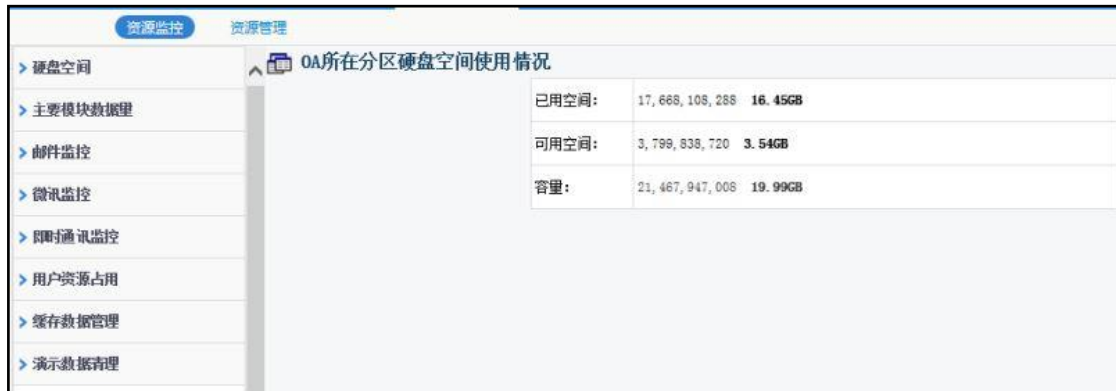 资源监控 资源管理
硬盘空间
主要模块数据量
邮件监控
微讯监控
即时通讯监控
用户资源占用
缓存数据管理
演示数据清理
OA所在分区硬盘空间使用情况
已用空间: 17,668,108,288 16.45GB
可用空间: 3,799,838,720 3.54GB
容量: 21,467,947,008 19.99GB